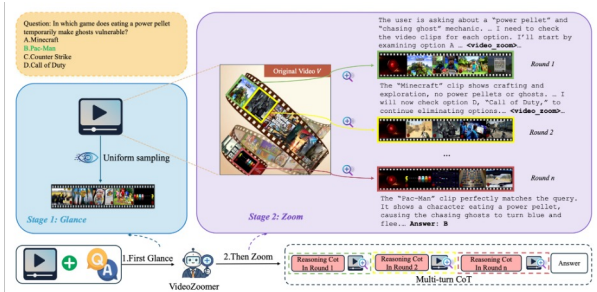 Question: In which game does eating a power pellet
temporarily make ghosts vulnerable?
A.Minecraft
B.Pac-Man
C.Counter Strike
D.Call of Duty
Uniform sampling
Stage 1: Glance
Original Video V
Stage 2: Zoom
The user is asking about a "power pellet" and
"chasing ghost" mechanic. … I need to check
the video clips for each option. I'll start by
examining option A … <video_zoom>…
Round 1
The "Minecraft" clip shows crafting and
exploration, no power pellets or ghosts. … I
will now check option D, "Call of Duty," to
continue eliminating options.… <video_zoom>…
Round 2
...
Round n
The "Pac-Man" clip perfectly matches the query.
It shows a character eating a power pellet,
causing the chasing ghosts to turn blue and
flee.… Answer: B
Q
A
1.First Glance
VideoZoomer
2.Then Zoom
Reasoning Cot
In Round 1
Reasoning Cot
In Round 2
Reasoning Cot
In Round n
Answer
Multi-turn CoT